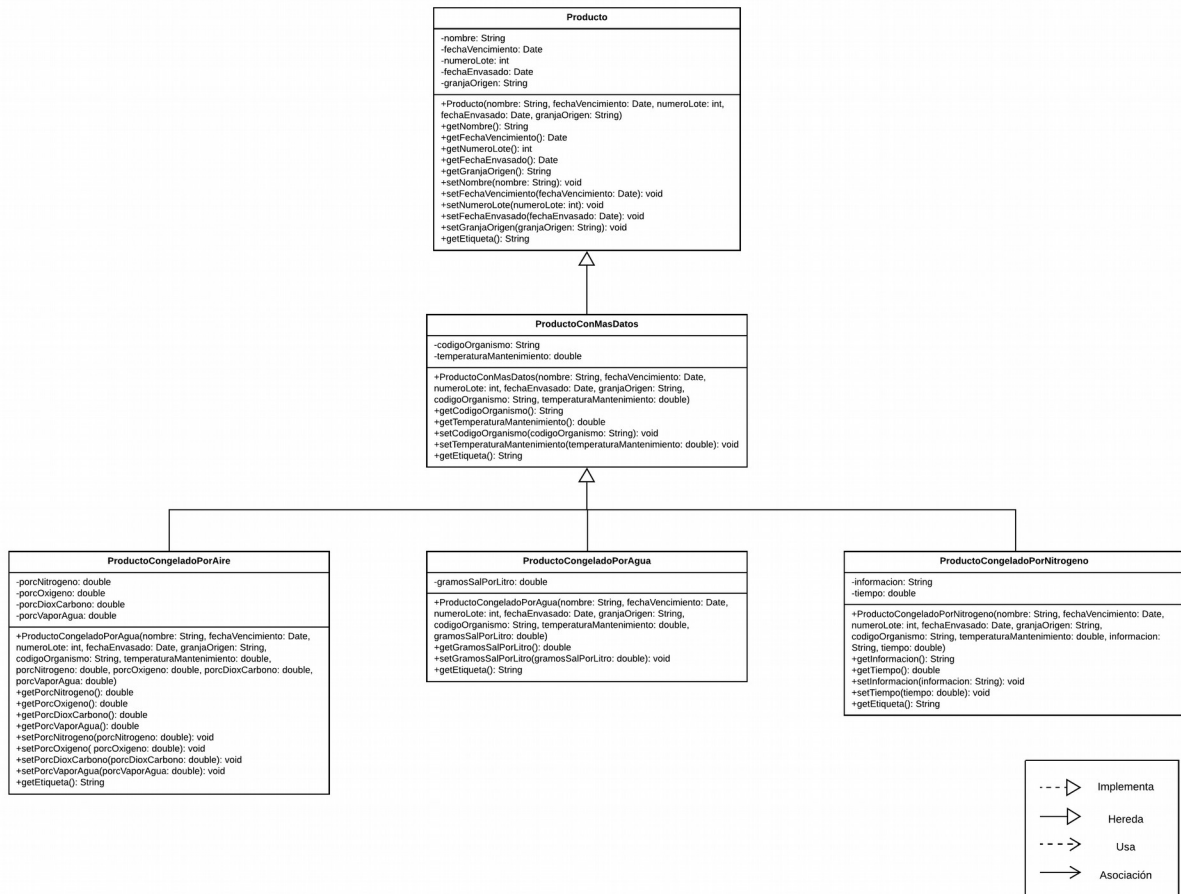 Producto
-nombre: String
-fechaVencimiento: Date
-numeroLote: int
-fechaEnvasado: Date
-granjaOrigen: String
+Producto(nombre: String, fechaVencimiento: Date, numeroLote: int,
fechaEnvasado: Date, granjaOrigen: String)
+getNombre(): String
+getFechaVencimiento(): Date
+getNumeroLote(): int
+getFechaEnvasado(): Date
+getGranjaOrigen(): String
+setNombre(nombre: String): void
+setFechaVencimiento(fechaVencimiento: Date): void
+setNumeroLote(numeroLote: int): void
+setFechaEnvasado(fechaEnvasado: Date): void
+setGranjaOrigen(granjaOrigen: String): void
+getEtiqueta(): String
ProductoConMasDatos
-codigoOrganismo: String
-temperaturaMantenimiento: double
+ProductoConMasDatos(nombre: String, fechaVencimiento: Date,
numeroLote: int, fechaEnvasado: Date, granjaOrigen: String,
codigoOrganismo: String, temperaturaMantenimiento: double)
+getCodigoOrganismo(): String
+getTemperaturaMantenimiento(): double
+setCodigoOrganismo(codigoOrganismo: String): void
+setTemperaturaMantenimiento(temperaturaMantenimiento: double): void
+getEtiqueta(): String
ProductoCongeladoPorAire
-porcNitrogeno: double
-porcOxigeno: double
-porcDioxCarbono: double
-porcVaporAgua: double
+ProductoCongeladoPorAgua(nombre: String, fechaVencimiento: Date,
numeroLote: int, fechaEnvasado: Date, granjaOrigen: String,
codigoOrganismo: String, temperaturaMantenimiento: double,
porcNitrogeno: double, porcOxigeno: double, porcDioxCarbono: double,
porcVaporAgua: double)
+getPorcNitrogeno(): double
+getPorcOxigeno(): double
+getPorcDioxCarbono(): double
+getPorcVaporAgua(): double
+setPorcNitrogeno(porcNitrogeno: double): void
+setPorcOxigeno( porcOxigeno: double): void
+setPorcDioxCarbono(porcDioxCarbono: double): void
+setPorcVaporAgua(porcVaporAgua: double): void
+getEtiqueta(): String
ProductoCongeladoPorAgua
-gramosSalPorLitro: double
+ProductoCongeladoPorAgua(nombre: String, fechaVencimiento: Date,
numeroLote: int, fechaEnvasado: Date, granjaOrigen: String,
codigoOrganismo: String, temperaturaMantenimiento: double,
gramosSalPorLitro: double)
+getGramosSalPorLitro(): double
+setGramosSalPorLitro(gramosSalPorLitro: double): void
+getEtiqueta(): String
ProductoCongeladoPorNitrogeno
-informacion: String
-tiempo: double
+ProductoCongeladoPorNitrogeno(nombre: String, fechaVencimiento: Date,
numeroLote: int, fechaEnvasado: Date, granjaOrigen: String,
codigoOrganismo: String, temperaturaMantenimiento: double, informacion:
String, tiempo: double)
+getInformacion(): String
+getTiempo(): double
+setInformacion(informacion: String): void
+setTiempo(tiempo: double): void
+getEtiqueta(): String
Implementa
Hereda
Usa
Asociación